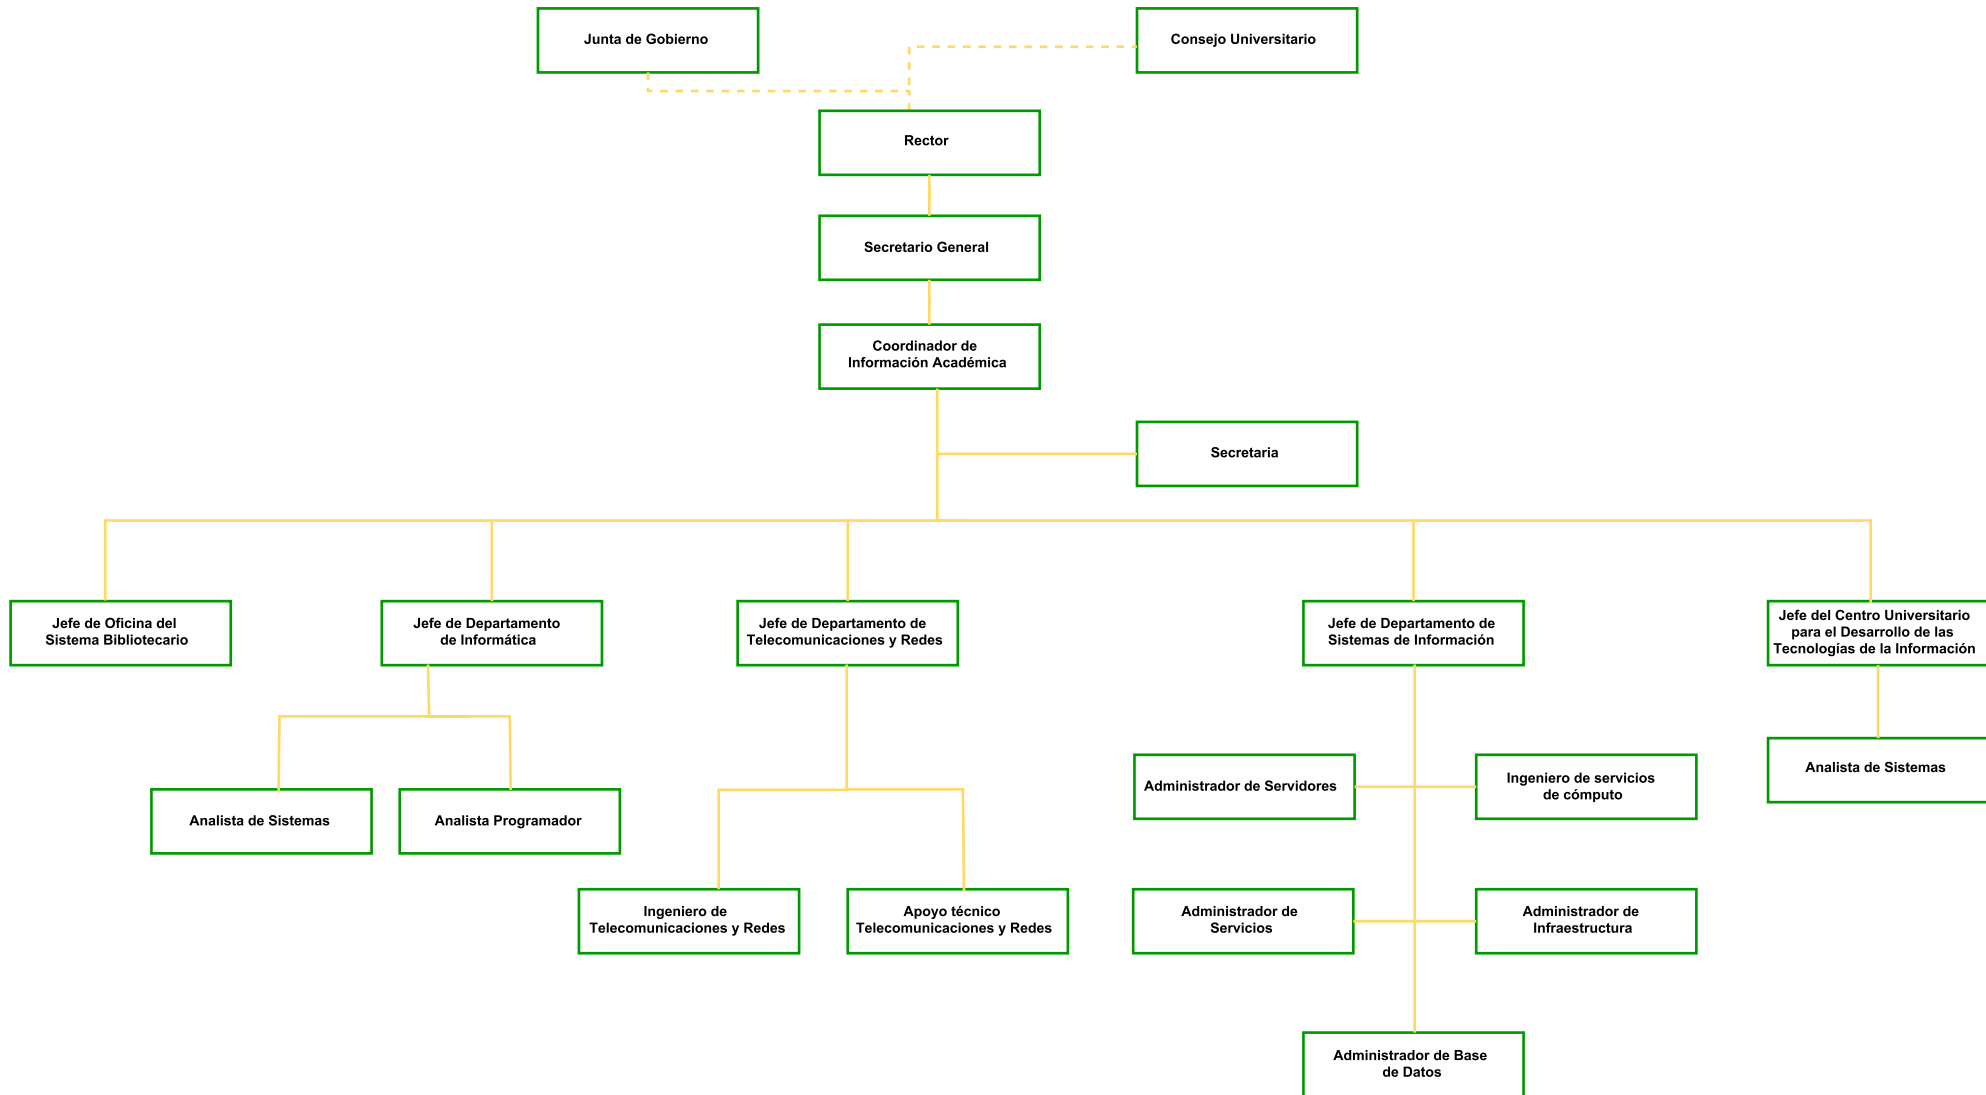 Junta de Gobierno
Consejo Universitario
Rector
Secretario General
Coordinador de
Información Académica
Secretaria
Jefe de Oficina del
Sistema Bibliotecario
Jefe de Departamento
de Informática
Jefe de Departamento de
Telecomunicaciones y Redes
Jefe de Departamento de
Sistemas de Información
Jefe del Centro Universitario
para el Desarrollo de las
Tecnologías de la Información
Analista de Sistemas
Analista Programador
Ingeniero de
Telecomunicaciones y Redes
Apoyo técnico
Telecomunicaciones y Redes
Administrador de Servidores
Ingeniero de servicios
de cómputo
Administrador de
Servicios
Administrador de
Infraestructura
Administrador de Base
de Datos
Analista de Sistemas